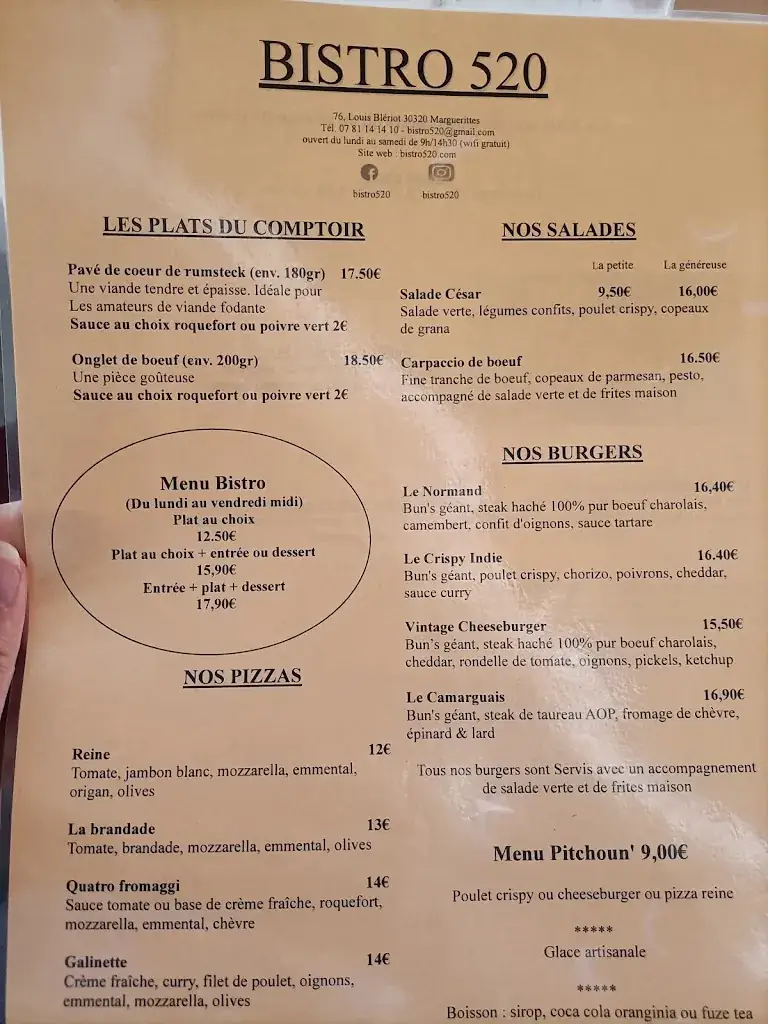 BISTRO 520
76, Louis Blériot 30320 Marguerittes
Tél. 07 81 14 14 10 - bistro520@gmail.com
ouvert du lundi au samedi de 9h/14h30 (wifi gratuit)
Site web : bistro520.com
bistro520 bistro520
LES PLATS DU COMPTOIR
Pavé de coeur de rumsteck (env. 180gr) 17.50€
Une viande tendre et épaisse. Idéale pour
Les amateurs de viande fodante
Sauce au choix roquefort ou poivre vert 2€
Onglet de boeuf (env. 200gr) 18.50€
Une pièce goûteuse
Sauce au choix roquefort ou poivre vert 2€
Menu Bistro
(Du lundi au vendredi midi)
Plat au choix
12.50€
Plat au choix + entrée ou dessert
15,90€
Entrée + plat + dessert
17,90€
NOS PIZZAS
Reine 12€
Tomate, jambon blanc, mozzarella, emmental,
origan, olives
La brandade 13€
Tomate, brandade, mozzarella, emmental, olives
Quatro fromaggi 14€
Sauce tomate ou base de crème fraîche, roquefort,
mozzarella, emmental, chèvre
Galinette 14€
Crème fraîche, curry, filet de poulet, oignons,
emmental, mozzarella, olives
NOS SALADES
La petite La généreuse
Salade César 9,50€ 16,00€
Salade verte, légumes confits, poulet crispy, copeaux
de grana
Carpaccio de boeuf 16.50€
Fine tranche de boeuf, copeaux de parmesan, pesto,
accompagné de salade verte et de frites maison
NOS BURGERS
Le Normand 16,40€
Bun's géant, steak haché 100% pur boeuf charolais,
camembert, confit d'oignons, sauce tartare
Le Crispy Indie 16.40€
Bun's géant, poulet crispy, chorizo, poivrons, cheddar,
sauce curry
Vintage Cheeseburger 15,50€
Bun's géant, steak haché 100% pur boeuf charolais,
cheddar, rondelle de tomate, oignons, pickels, ketchup
Le Camarguais 16,90€
Bun's géant, steak de taureau AOP, fromage de chèvre,
épinard & lard
Tous nos burgers sont Servis avec un accompagnement
de salade verte et de frites maison
Menu Pitchoun' 9,00€
Poulet crispy ou cheeseburger ou pizza reine
*****
Glace artisanale
*****
Boisson : sirop, coca cola oranginia ou fuze tea